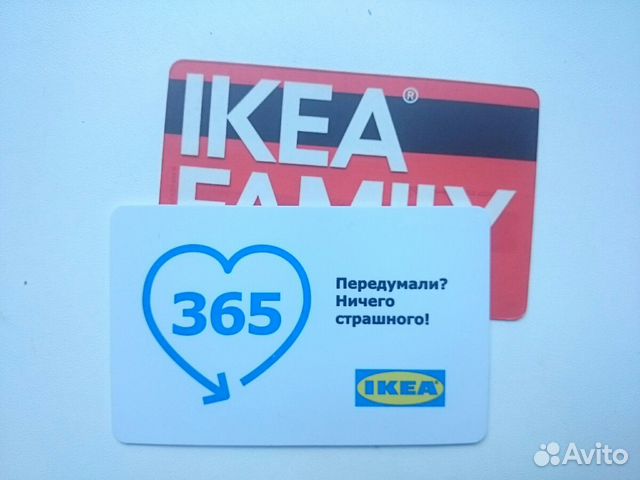 IKEA®
FAMILY
365
Передумали?
Ничего
страшного!
IKEA
Avito